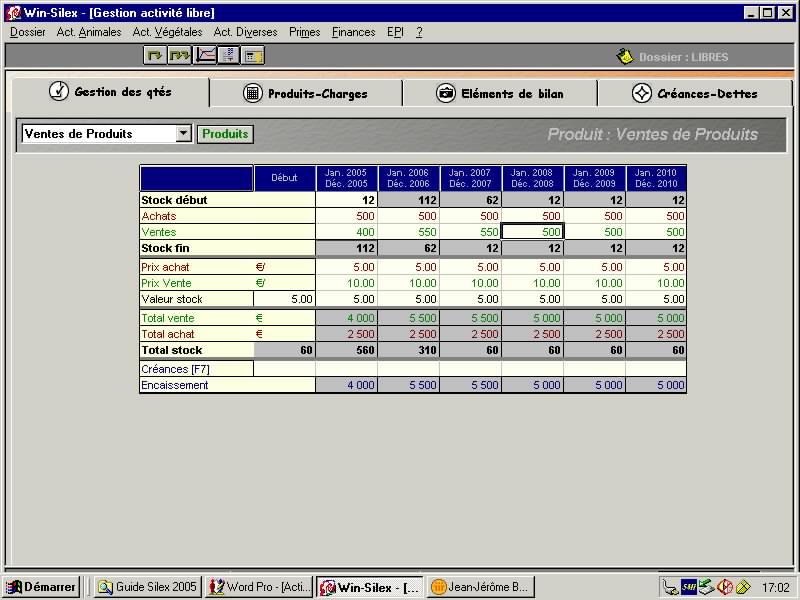 Win-Silex - [Gestion activité libre]
Dossier Act. Animales Act. Végétales Act. Diverses Primes Finances EPI ?
Dossier : LIBRES
Gestion des qtés Produits-Charges Eléments de bilan Créances-Dettes
Ventes de Produits Produits Produit : Ventes de Produits
Début Jan. 2005 Jan. 2006 Jan. 2007 Jan. 2008 Jan. 2009 Jan. 2010
Déc. 2005 Déc. 2006 Déc. 2007 Déc. 2008 Déc. 2009 Déc. 2010
Stock début 12 112 62 12 12 12
Achats 500 500 500 500 500 500
Ventes 400 550 550 500 500 500
Stock fin 112 62 12 12 12 12
Prix achat €/ 5.00 5.00 5.00 5.00 5.00 5.00
Prix Vente €/ 10.00 10.00 10.00 10.00 10.00 10.00
Valeur stock 5.00 5.00 5.00 5.00 5.00 5.00 5.00
Total vente € 4 000 5 500 5 500 5 000 5 000 5 000
Total achat € 2 500 2 500 2 500 2 500 2 500 2 500
Total stock 60 560 310 60 60 60 60
Créances [F7]
Encaissement 4 000 5 500 5 500 5 000 5 000 5 000
Démarrer Guide Silex 2005 Word Pro - [Acti... Win-Silex - [... Jean-Jérôme B... 17:02